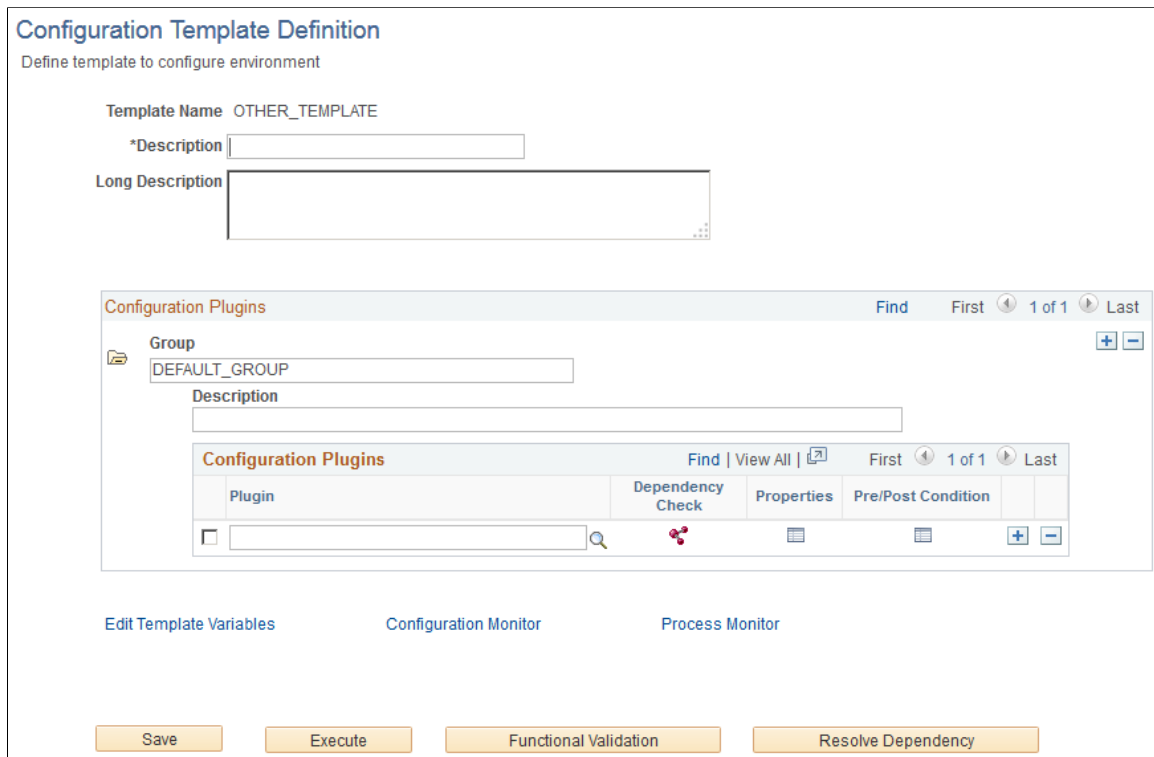 Configuration Template Definition
Define template to configure environment
Template Name OTHER_TEMPLATE
*Description
Long Description
Configuration Plugins Find First 1 of 1 Last
Group
DEFAULT_GROUP
Description
Configuration Plugins Find | View All | First 1 of 1 Last
Plugin Dependency Check Properties Pre/Post Condition
Edit Template Variables Configuration Monitor Process Monitor
Save Execute Functional Validation Resolve Dependency